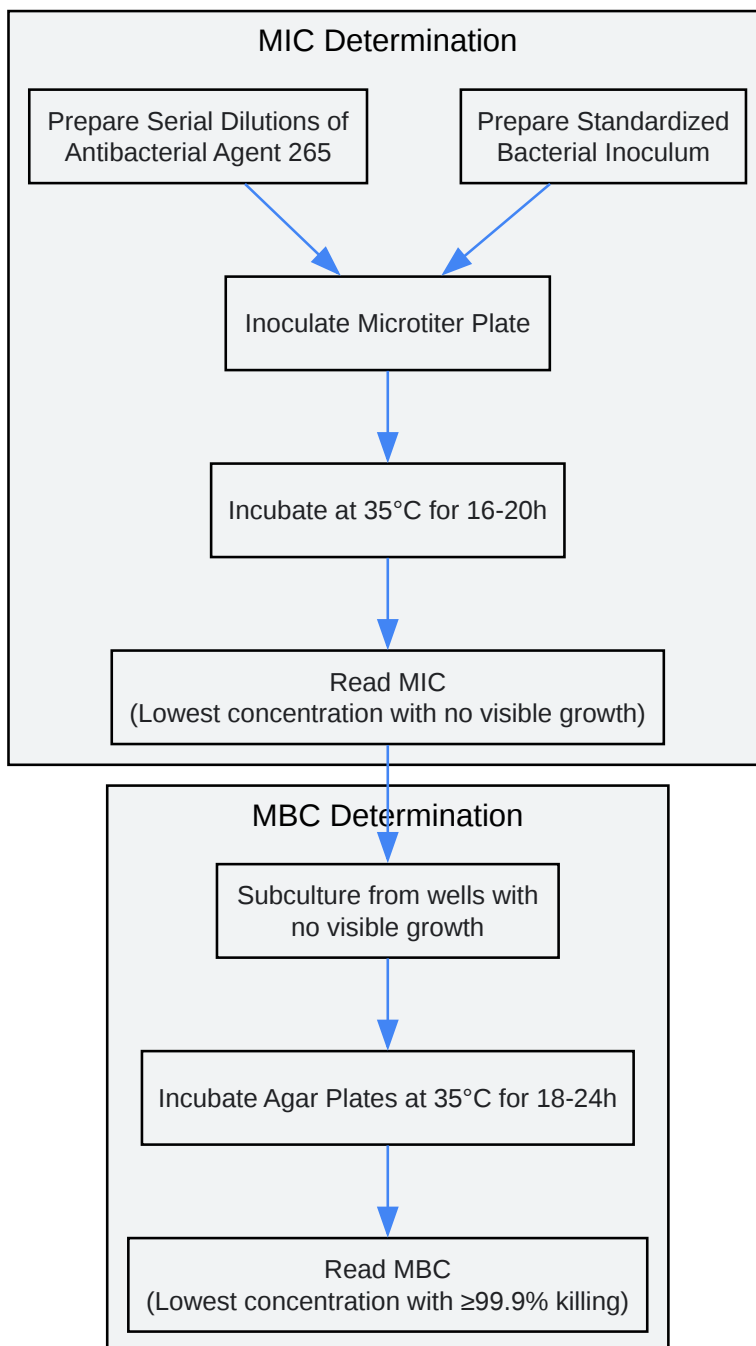 MIC Determination
Prepare Serial Dilutions of
Antibacterial Agent 265
Prepare Standardized
Bacterial Inoculum
Inoculate Microtiter Plate
Incubate at 35°C for 16-20h
Read MIC
(Lowest concentration with no visible growth)
MBC Determination
Subculture from wells with
no visible growth
Incubate Agar Plates at 35°C for 18-24h
Read MBC
(Lowest concentration with ≥99.9% killing)